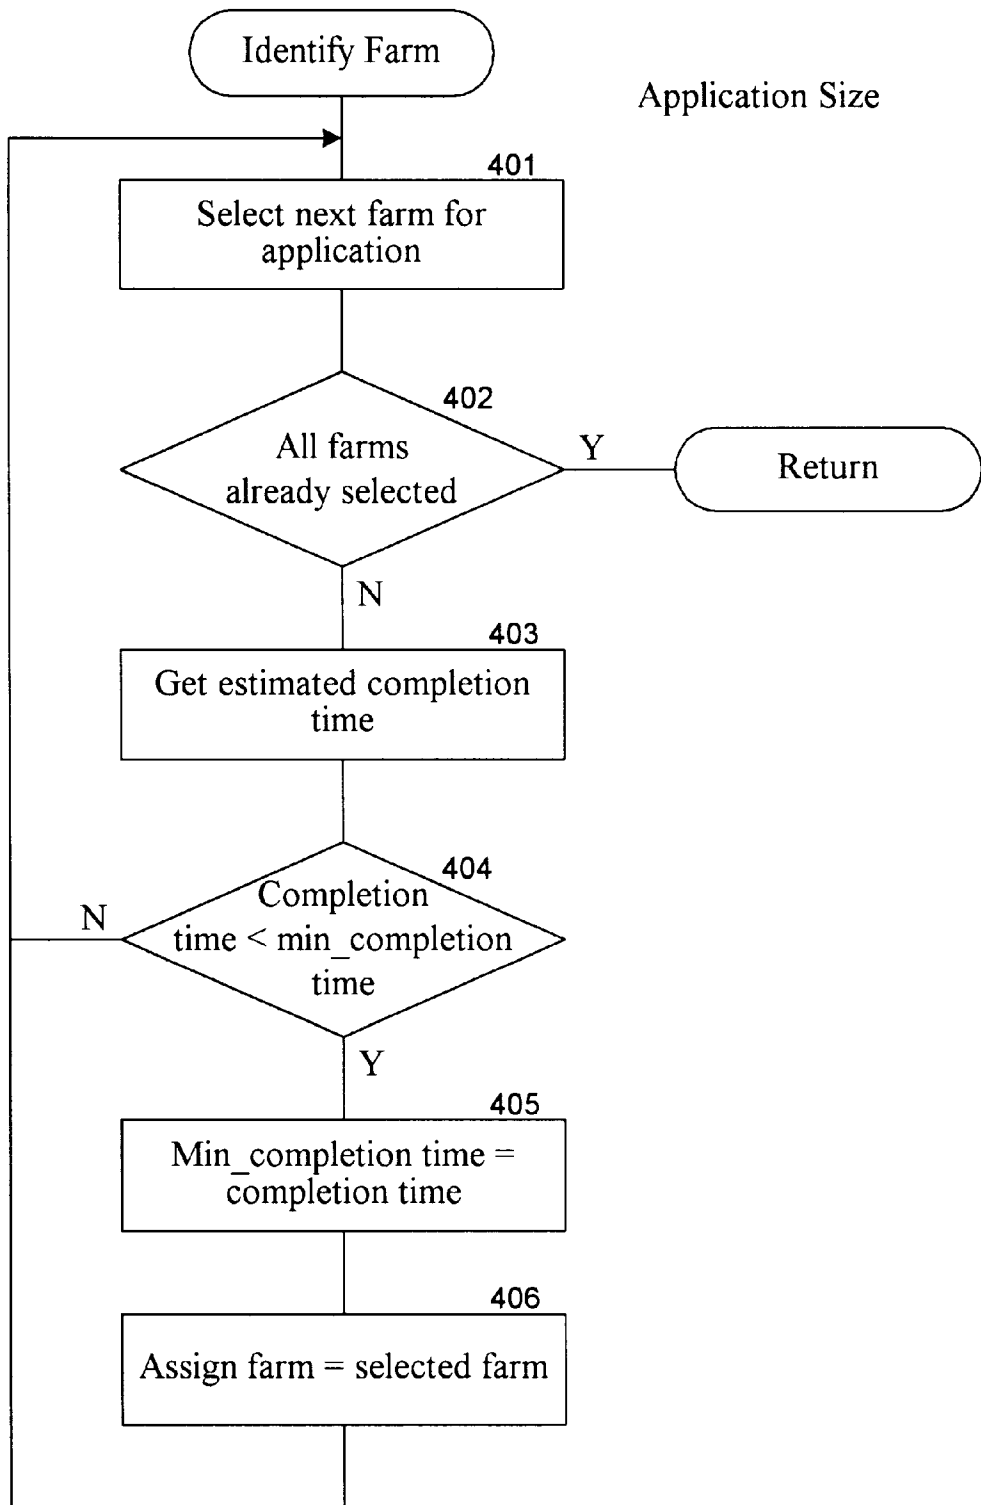 Identify Farm
Application Size
401
Select next farm for
application
402
All farms
already selected
Y
Return
N
403
Get estimated completion
time
404
Completion
time < min_completion
time
N
Y
405
Min_completion time =
completion time
406
Assign farm = selected farm